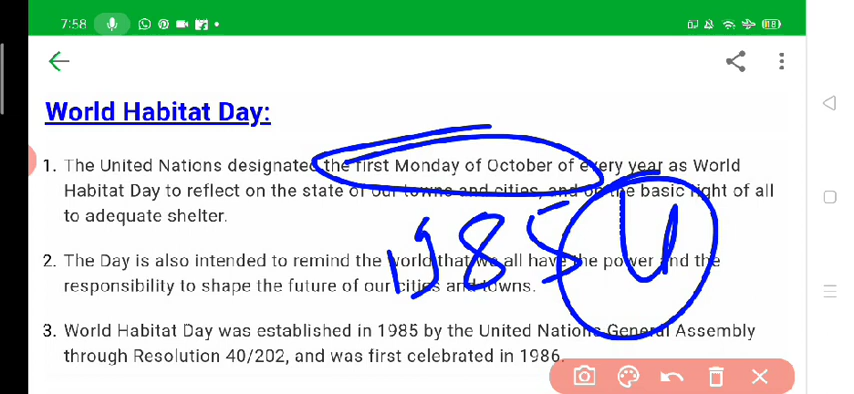 7:58
18
World Habitat Day:
1. The United Nations designated the first Monday of October of every year as World
Habitat Day to reflect on the state of our towns and cities, and on the basic right of all
to adequate shelter.
2. The Day is also intended to remind the world that we all have the power and the
responsibility to shape the future of our cities and towns.
1985
3. World Habitat Day was established in 1985 by the United Nations General Assembly
through Resolution 40/202, and was first celebrated in 1986.